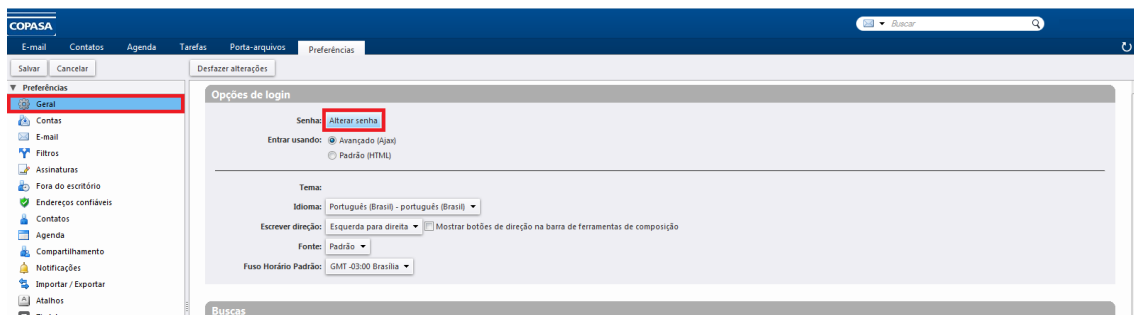 COPASA
Buscar
E-mail Contatos Agenda Tarefas Porta-arquivos Preferências
Salvar Cancelar Desfazer alterações
Preferências
Geral
Contas
E-mail
Filtros
Assinaturas
Fora do escritório
Endereços confiáveis
Contatos
Agenda
Compartilhamento
Notificações
Importar / Exportar
Atalhos
Opções de login
Senha: Alterar senha
Entrar usando: Avançado (Ajax)
Padrão (HTML)
Tema:
Idioma: Português (Brasil) - português (Brasil)
Escrever direção: Esquerda para direita Mostrar botões de direção na barra de ferramentas de composição
Fonte: Padrão
Fuso Horário Padrão: GMT -03:00 Brasília
Buscas